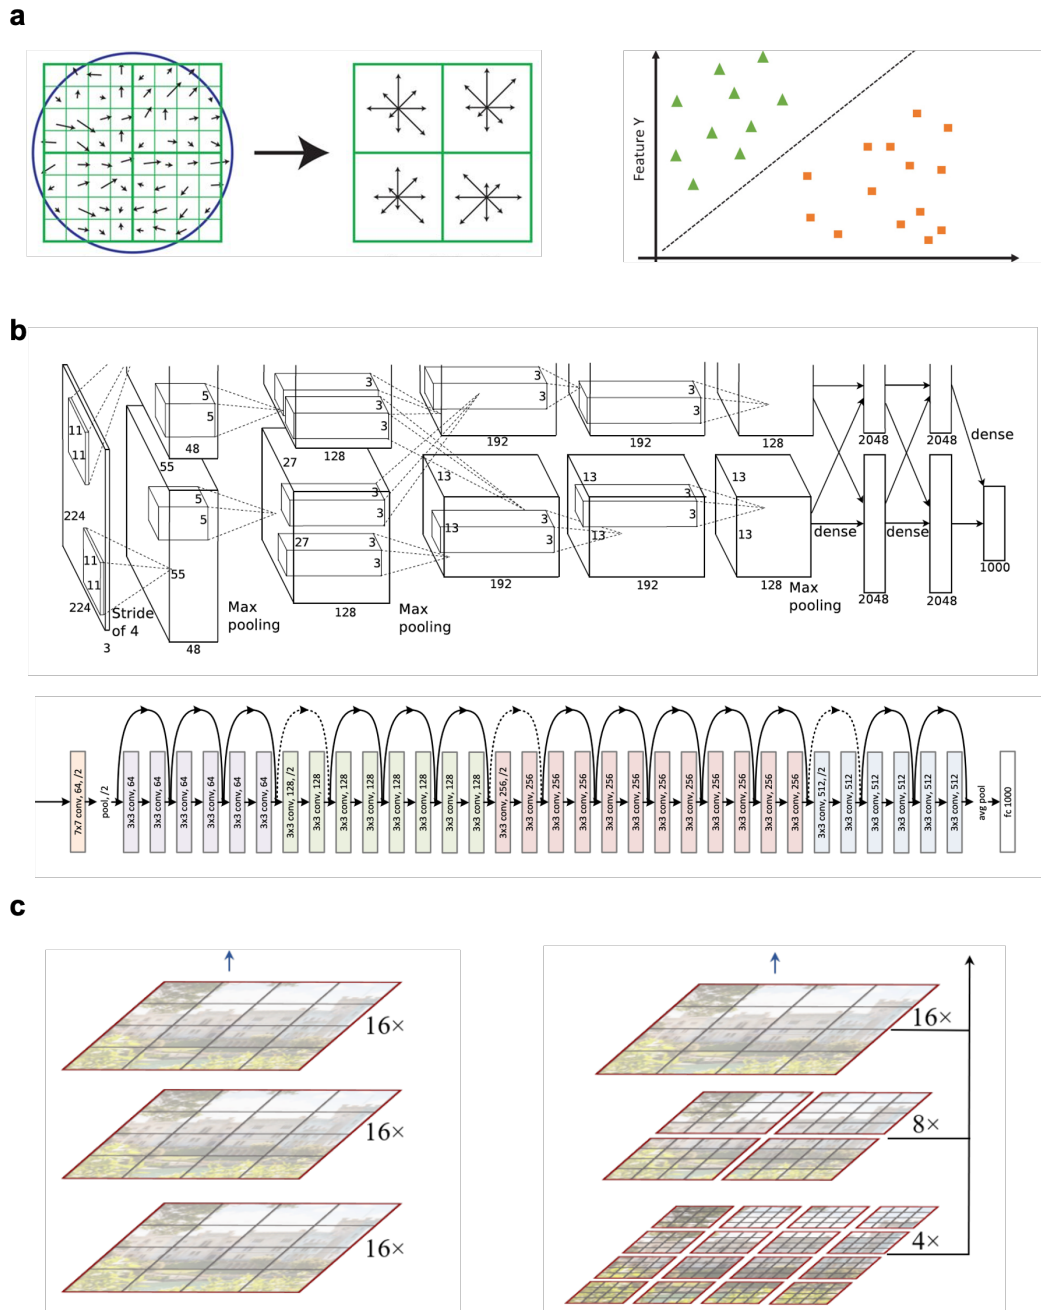 a
Feature Y
b
11
11
224
11
11
224
3
Stride
of 4
5
5
48
55
5
5
55
48
Max
pooling
3
3
3
128
27
3
3
27
3
3
128
Max
pooling
3
3
192
13
3
3
13
192
3
3
192
13
3
3
13
192
128
13
13
128
Max
pooling
dense
2048
2048
dense
2048
2048
dense
1000
7x7 conv, 64, /2
pool, /2
3x3 conv, 64
3x3 conv, 64
3x3 conv, 64
3x3 conv, 64
3x3 conv, 64
3x3 conv, 64
3x3 conv, 128, /2
3x3 conv, 128
3x3 conv, 128
3x3 conv, 128
3x3 conv, 128
3x3 conv, 128
3x3 conv, 128
3x3 conv, 128
3x3 conv, 256, /2
3x3 conv, 256
3x3 conv, 256
3x3 conv, 256
3x3 conv, 256
3x3 conv, 256
3x3 conv, 256
3x3 conv, 256
3x3 conv, 256
3x3 conv, 256
3x3 conv, 256
3x3 conv, 256
3x3 conv, 512, /2
3x3 conv, 512
3x3 conv, 512
3x3 conv, 512
3x3 conv, 512
3x3 conv, 512
avg pool
fc 1000
c
16×
16×
16×
16×
8×
4×